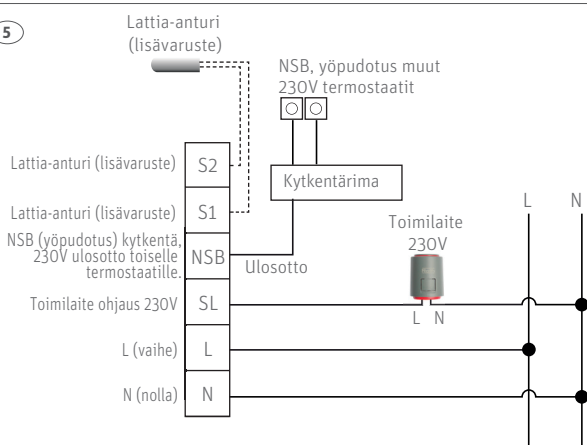 5
Lattia-anturi
(lisävaruste)
NSB, yöpudotus muut
230V termostaatit
Lattia-anturi (lisävaruste)
S2
Kytkentärima
Lattia-anturi (lisävaruste)
S1
L
N
NSB (yöpudotus) kytkentä,
230V ulosotto toiselle
termostaatille.
NSB
Ulosotto
Toimilaite
230V
Toimilaite ohjaus 230V
SL
L N
L (vaihe)
L
N (nolla)
N